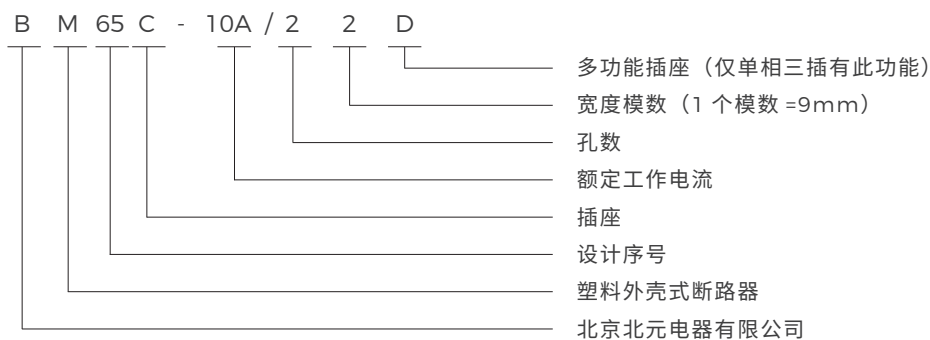 B M 65 C - 10A / 2 2 D
多功能插座（仅单相三插有此功能）
宽度模数（1 个模数 =9mm）
孔数
额定工作电流
插座
设计序号
塑料外壳式断路器
北京北元电器有限公司